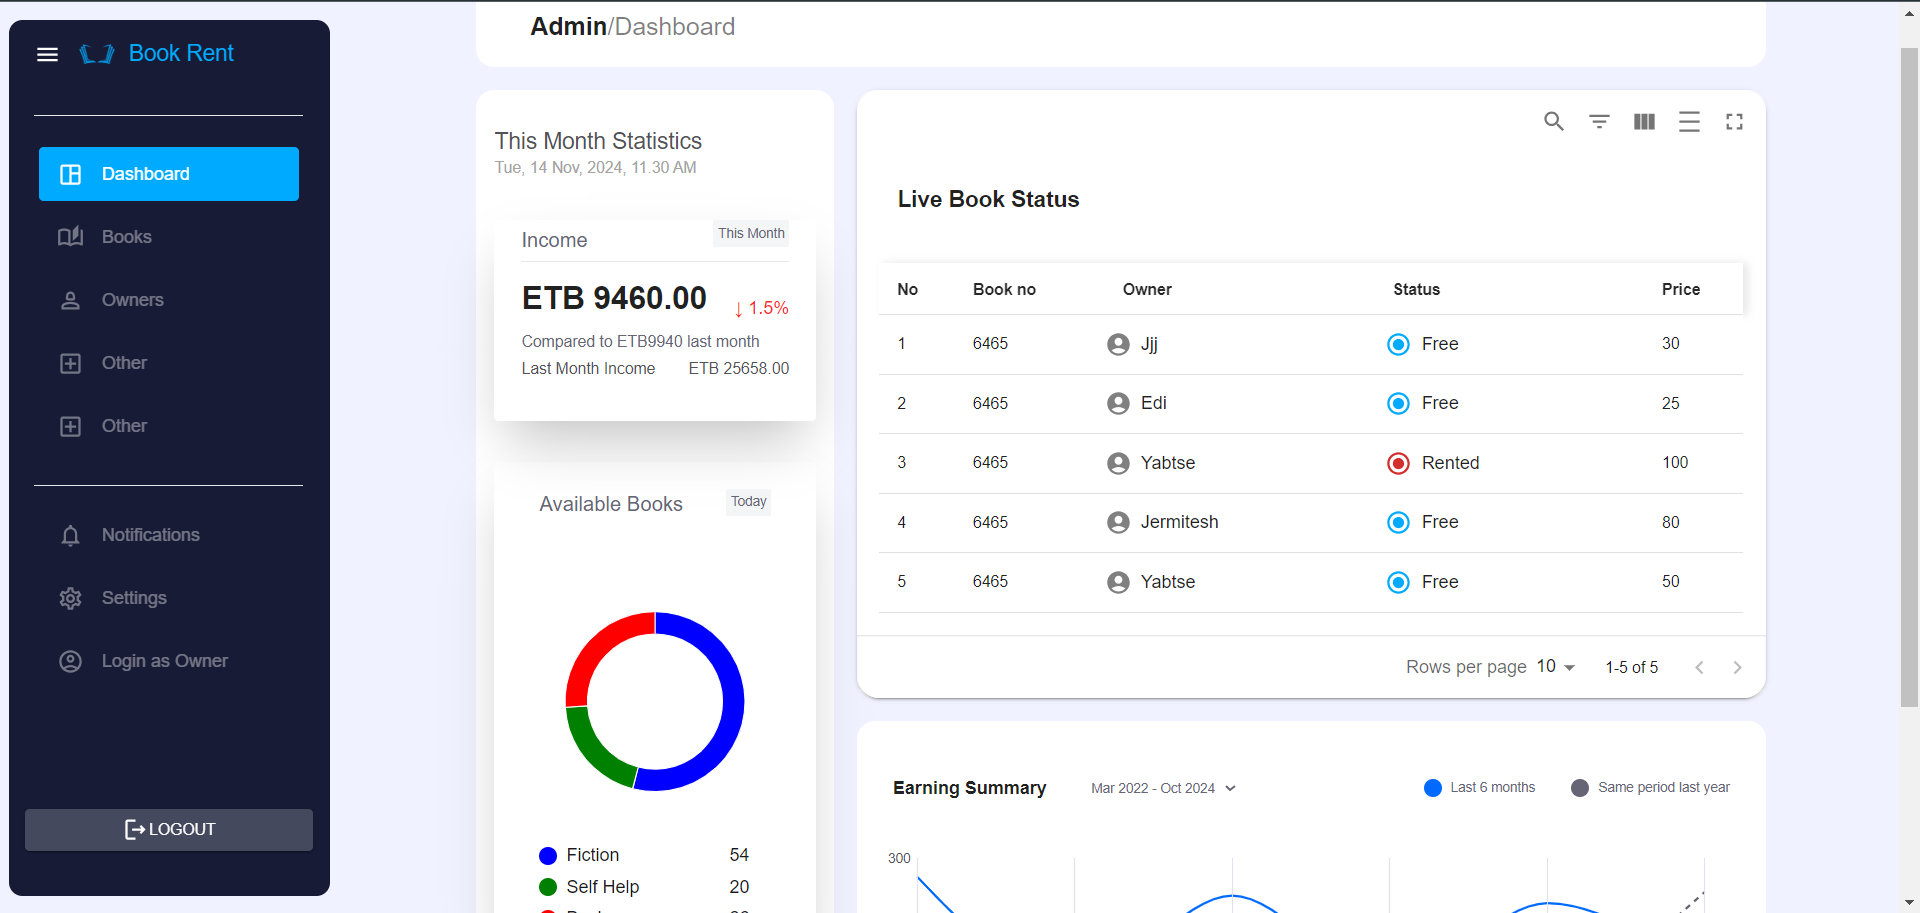 Book Rent
Dashboard
Books
Owners
Other
Other
Notifications
Settings
Login as Owner
LOGOUT
Admin/Dashboard
This Month Statistics
Tue, 14 Nov, 2024, 11.30 AM
Income This Month
ETB 9460.00 ↓ 1.5%
Compared to ETB9940 last month
Last Month Income ETB 25658.00
Available Books Today
Fiction 54
Self Help 20
Live Book Status
No Book no Owner Status Price
1 6465 Jjj Free 30
2 6465 Edi Free 25
3 6465 Yabtse Rented 100
4 6465 Jermitesh Free 80
5 6465 Yabtse Free 50
Rows per page 10 1-5 of 5
Earning Summary Mar 2022 - Oct 2024 Last 6 months Same period last year
300